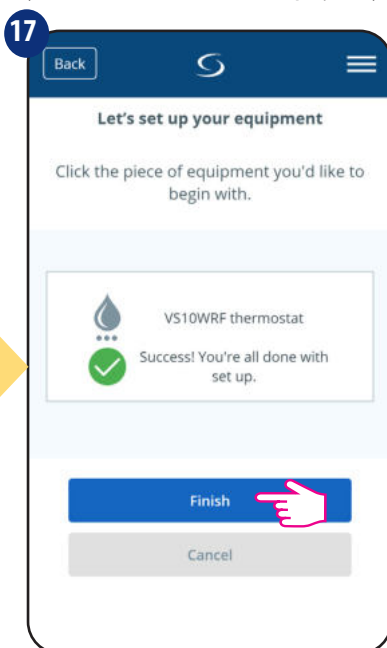 17
Back
Let's set up your equipment
Click the piece of equipment you'd like to
begin with.
VS10WRF thermostat
Success! You're all done with
set up.
Finish
Cancel